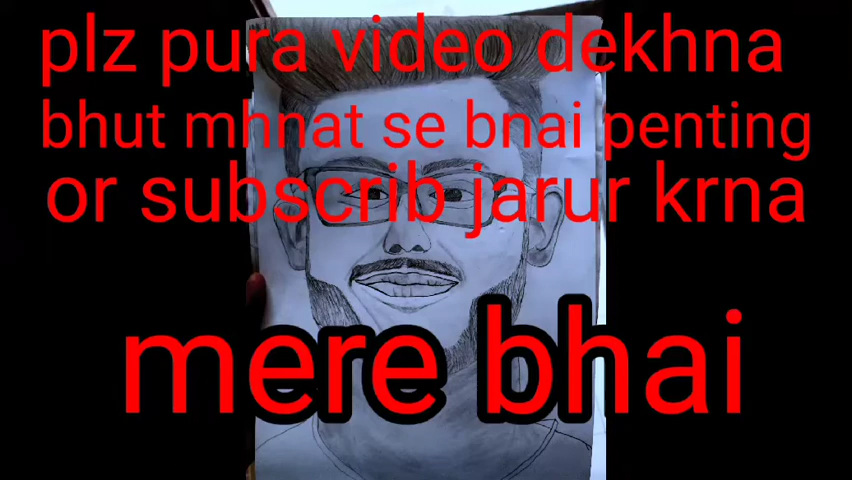 plz pura video dekhna
bhut mhnat se bnai penting
or subscrib jarur krna
mere bhai